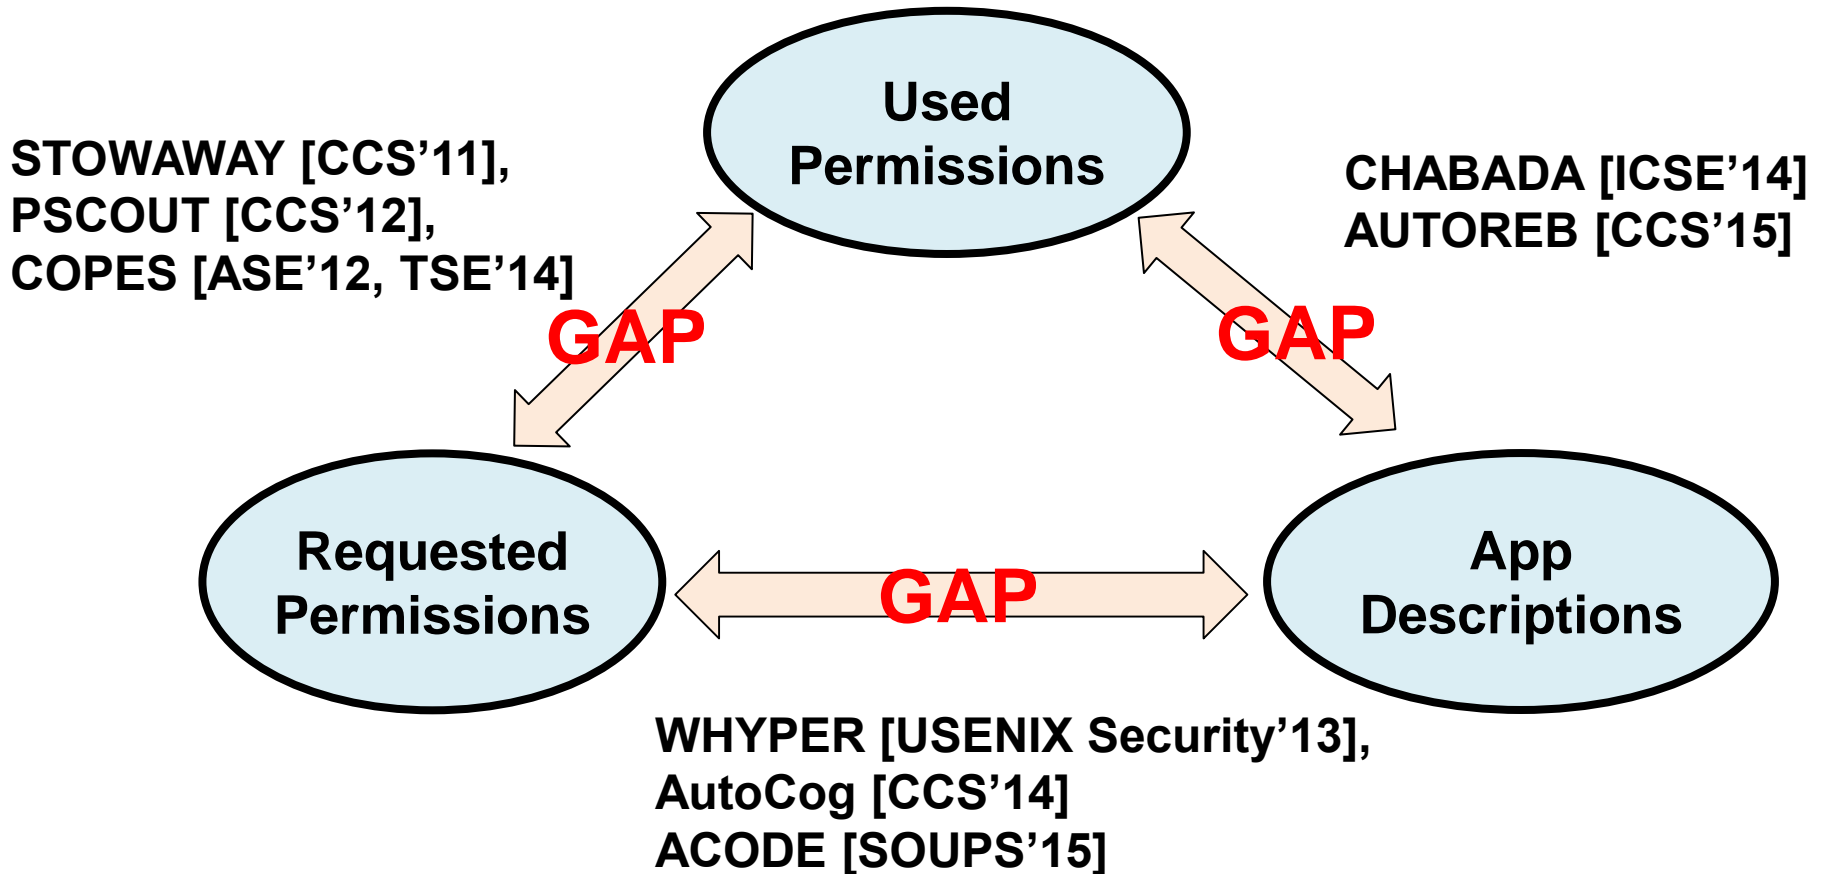 Used
Permissions
STOWAWAY [CCS’11],
PSCOUT [CCS’12],
COPES [ASE’12, TSE’14]
CHABADA [ICSE’14]
AUTOREB [CCS’15]
GAP
GAP
Requested
Permissions
GAP
App
Descriptions
WHYPER [USENIX Security’13],
AutoCog [CCS’14]
ACODE [SOUPS’15]